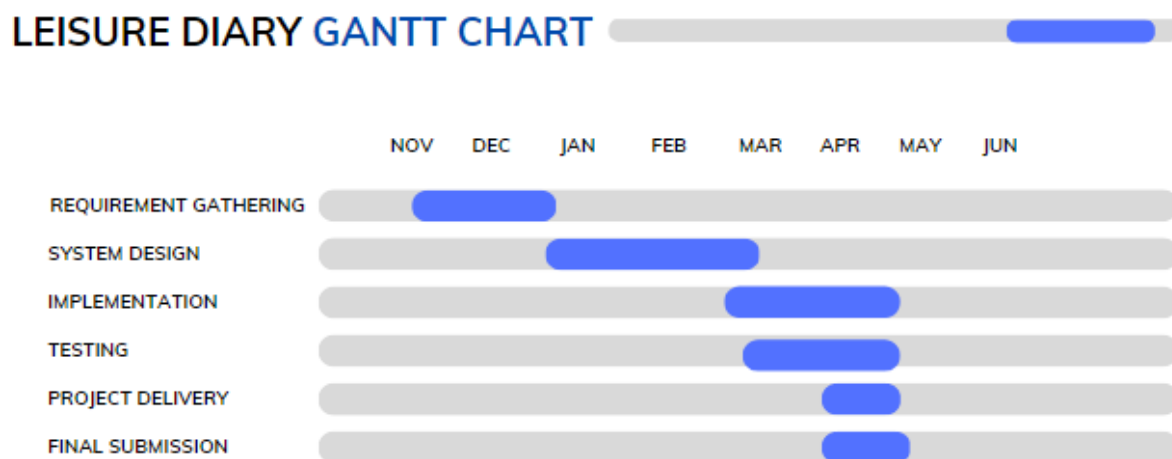 LEISURE DIARY GANTT CHART
NOV DEC JAN FEB MAR APR MAY JUN
REQUIREMENT GATHERING
SYSTEM DESIGN
IMPLEMENTATION
TESTING
PROJECT DELIVERY
FINAL SUBMISSION